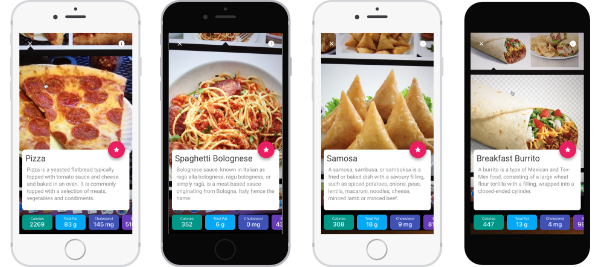 Pizza
Pizza is a yeasted flatbread typically
topped with tomato sauce and cheese
and baked in an oven. It is commonly
topped with a selection of meats,
vegetables and condiments.
Calories
2269
Total Fat
83 g
Cholesterol
145 mg
51
Spaghetti Bolognese
Bolognese sauce, known in Italian as
ragù alla bolognese, ragù bolognese, or
simply ragù, is a meat based sauce
originating from Bologna, Italy, hence the
name.
Calories
352
Total Fat
6 g
Cholesterol
0 mg
43
Samosa
A samosa, sambusa, or samoseka is a
fried or baked dish with a savoury filling,
such as spiced potatoes, onions, peas,
lentils, macaroni, noodles, cheese,
minced lamb or minced beef.
Calories
308
Total Fat
18 g
Cholesterol
9 mg
81
Breakfast Burrito
A burrito is a type of Mexican and Tex-
Mex food, consisting of a large wheat
flour tortilla with a filling, wrapped into a
closed-ended cylinder.
Calories
447
Total Fat
13 g
Cholesterol
4 mg